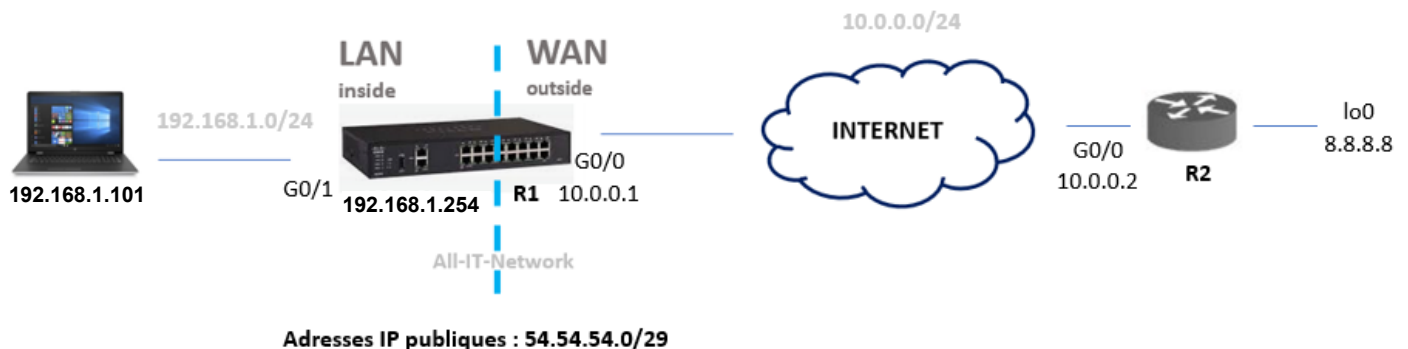 10.0.0.0/24
LAN
inside
WAN
outside
192.168.1.0/24
192.168.1.101
G0/1
192.168.1.254
G0/0
R1 10.0.0.1
INTERNET
G0/0
10.0.0.2
R2
lo0
8.8.8.8
All-IT-Network
Adresses IP publiques : 54.54.54.0/29